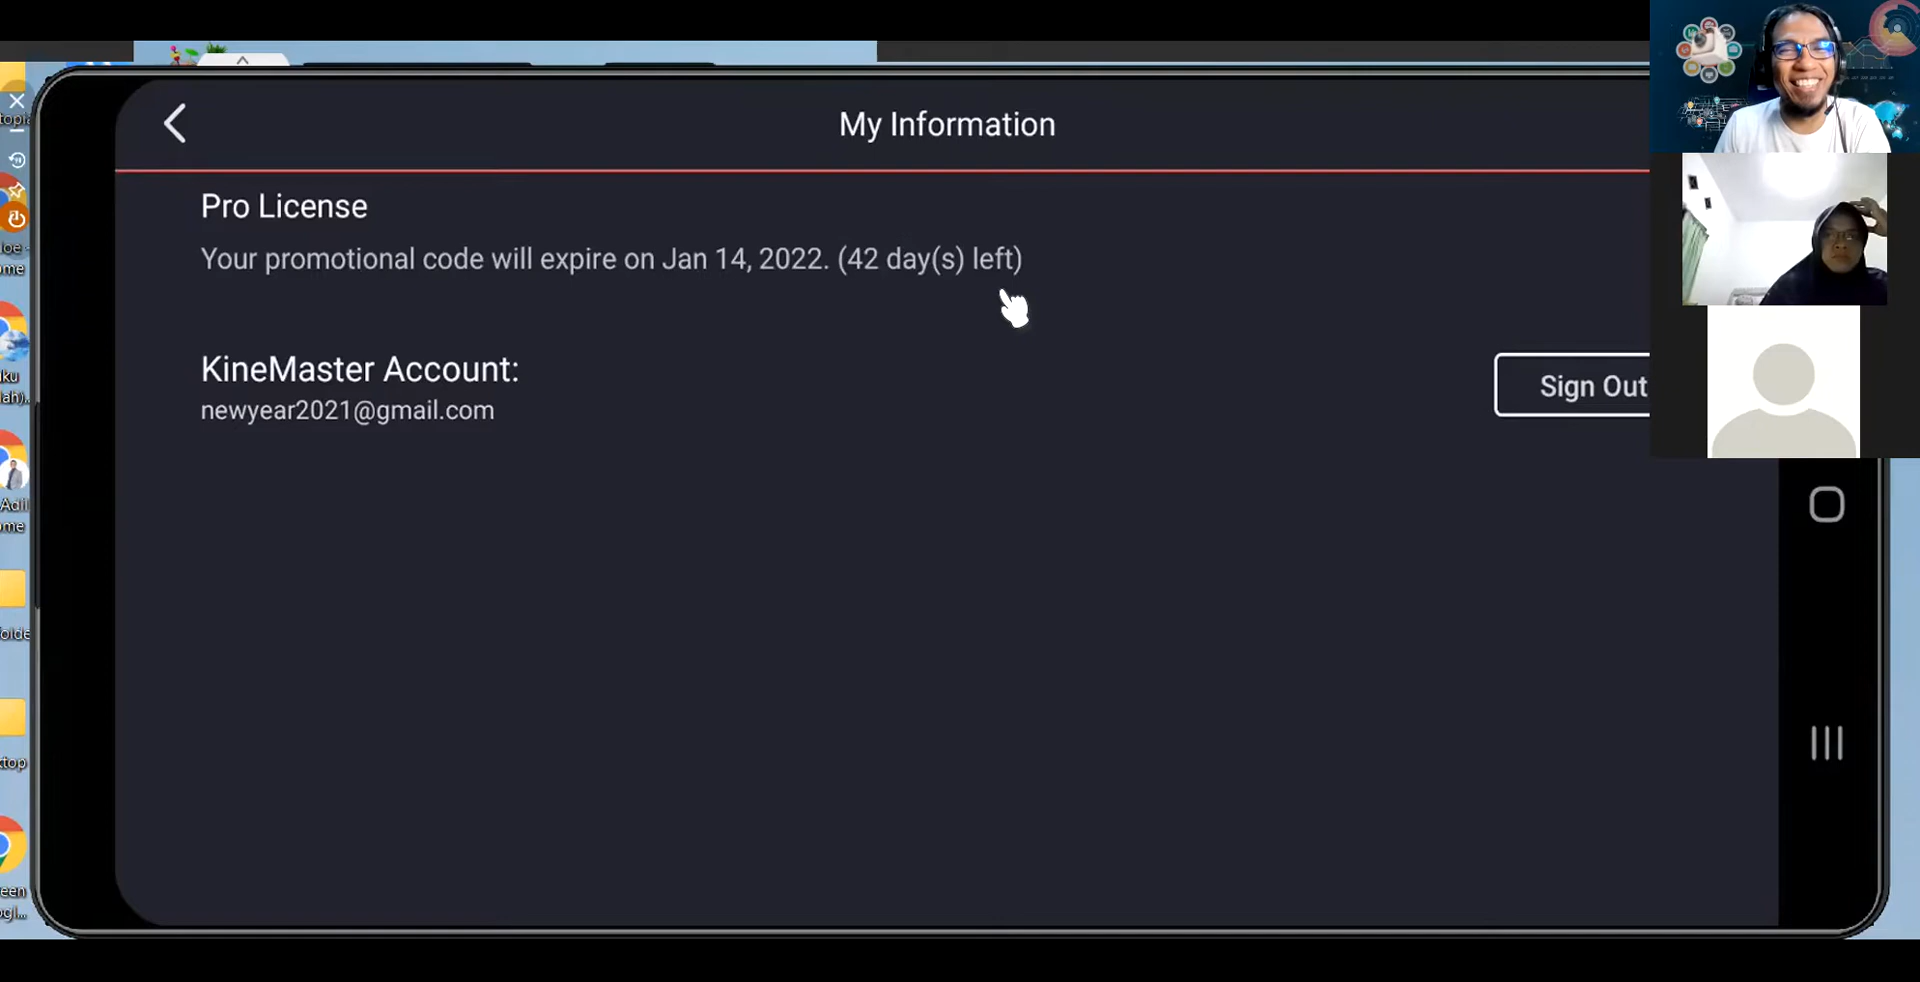 My Information
Pro License
Your promotional code will expire on Jan 14, 2022. (42 day(s) left)
KineMaster Account:
newyear2021@gmail.com
Sign Out